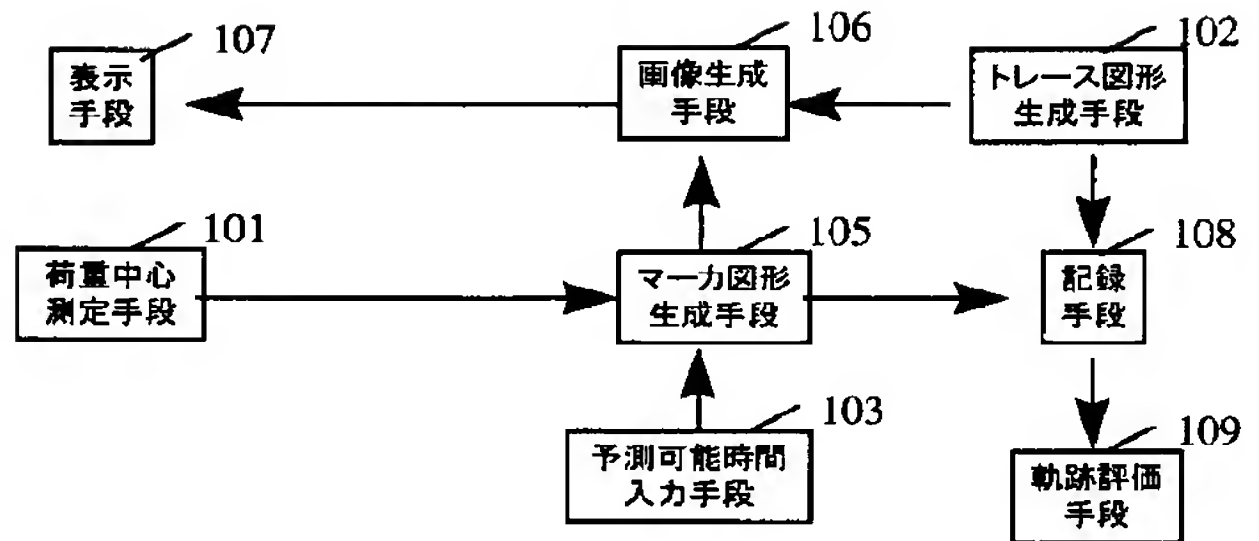 107
表示
手段
106
画像生成
手段
102
トレース図形
生成手段
101
荷重中心
測定手段
105
マーカ図形
生成手段
108
記録
手段
103
予測可能時間
入力手段
109
軌跡評価
手段